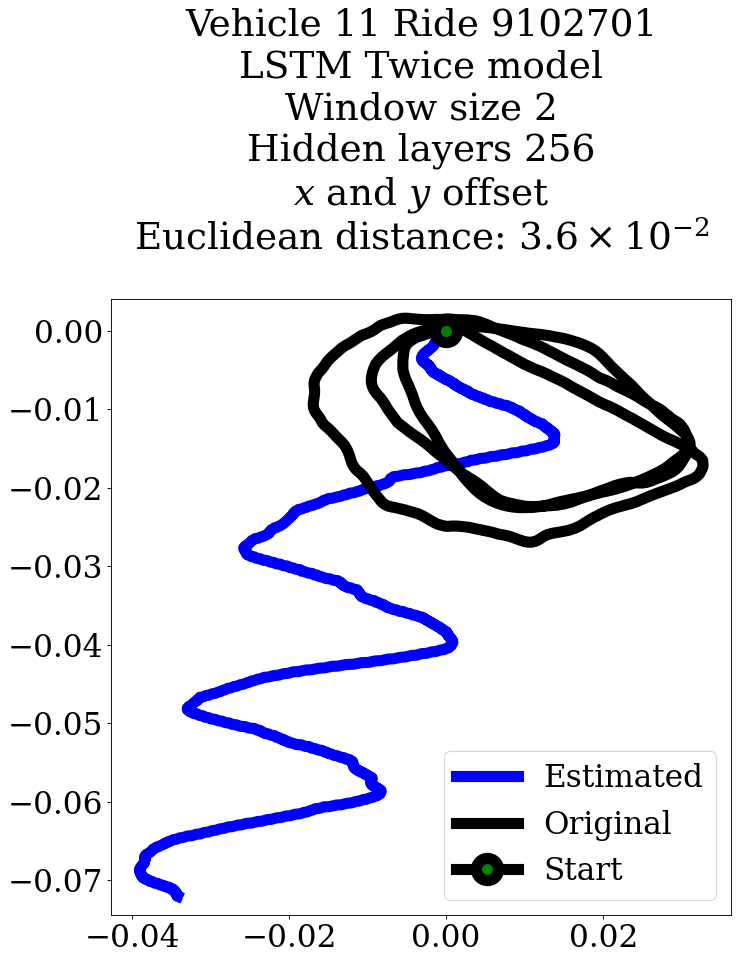 Vehicle 11 Ride 9102701
LSTM Twice model
Window size 2
Hidden layers 256
x and y offset
Euclidean distance: 3.6 × 10⁻²
0.00
−0.01
−0.02
−0.03
−0.04
−0.05
−0.06
−0.07
Estimated
Original
Start
−0.04 −0.02 0.00 0.02